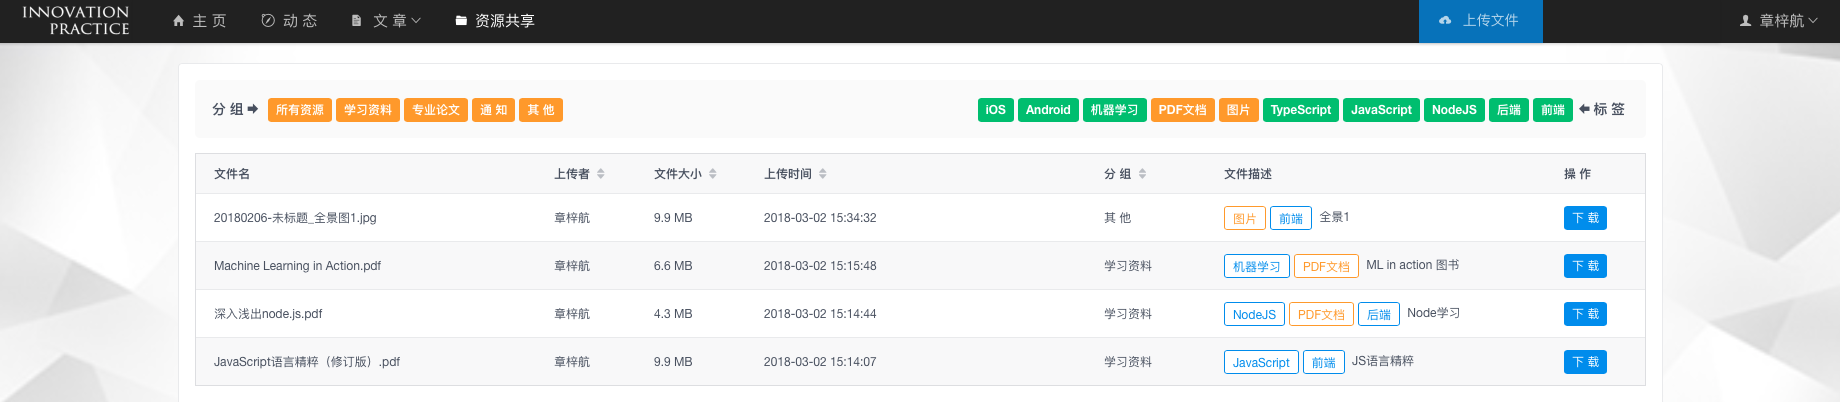 INNOVATION
PRACTICE
主 页 动 态 文 章 资源共享 上传文件 章梓航
分 组 所有资源 学习资料 专业论文 通 知 其 他 iOS Android 机器学习 PDF文档 图片 TypeScript JavaScript NodeJS 后端 前端 标 签
文件名 上传者 文件大小 上传时间 分 组 文件描述 操 作
20180206-未标题_全景图1.jpg 章梓航 9.9 MB 2018-03-02 15:34:32 其 他 图片 前端 全景1 下 载
Machine Learning in Action.pdf 章梓航 6.6 MB 2018-03-02 15:15:48 学习资料 机器学习 PDF文档 ML in action 图书 下 载
深入浅出node.js.pdf 章梓航 4.3 MB 2018-03-02 15:14:44 学习资料 NodeJS PDF文档 后端 Node学习 下 载
JavaScript语言精粹（修订版）.pdf 章梓航 9.9 MB 2018-03-02 15:14:07 学习资料 JavaScript 前端 JS语言精粹 下 载